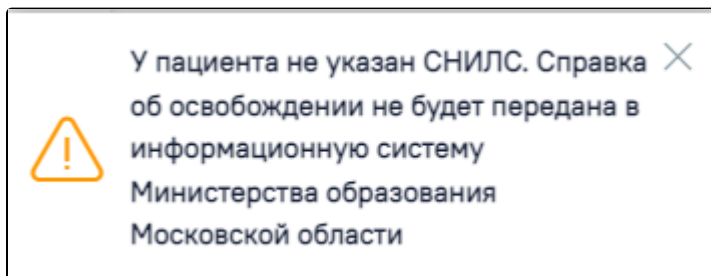 У пациента не указан СНИЛС. Справка
об освобождении не будет передана в
информационную систему
Министерства образования
Московской области